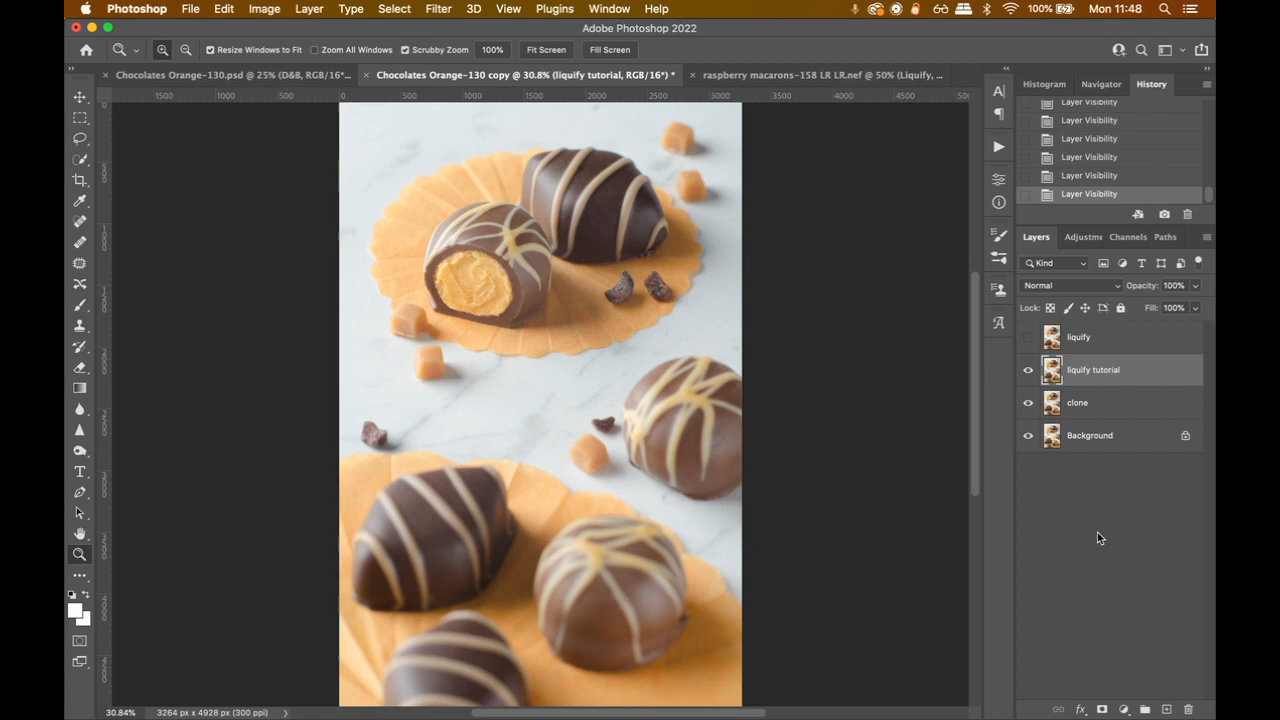 Photoshop File Edit Image Layer Type Select Filter 3D View Plugins Window Help 100% Mon 11:48
Adobe Photoshop 2022
Resize Windows to Fit Zoom All Windows Scrubby Zoom 100% Fit Screen Fill Screen
Chocolates Orange-130.psd @ 25% (D&B, RGB/16*... Chocolates Orange-130 copy @ 30.8% (liquify tutorial, RGB/16*) * raspberry macarons-158 LR LR.nef @ 50% (Liquify, ...
Histogram Navigator History
1500 1000 500 0 500 1000 1500 2000 2500 3000 3500 4000 4500
Layer Visibility
Layer Visibility
Layer Visibility
Layer Visibility
Layer Visibility
Layer Visibility
Layers Adjustme Channels Paths
Kind
Normal Opacity: 100%
Lock: Fill: 100%
liquify
liquify tutorial
clone
Background
30.84% 3264 px x 4928 px (300 ppi)